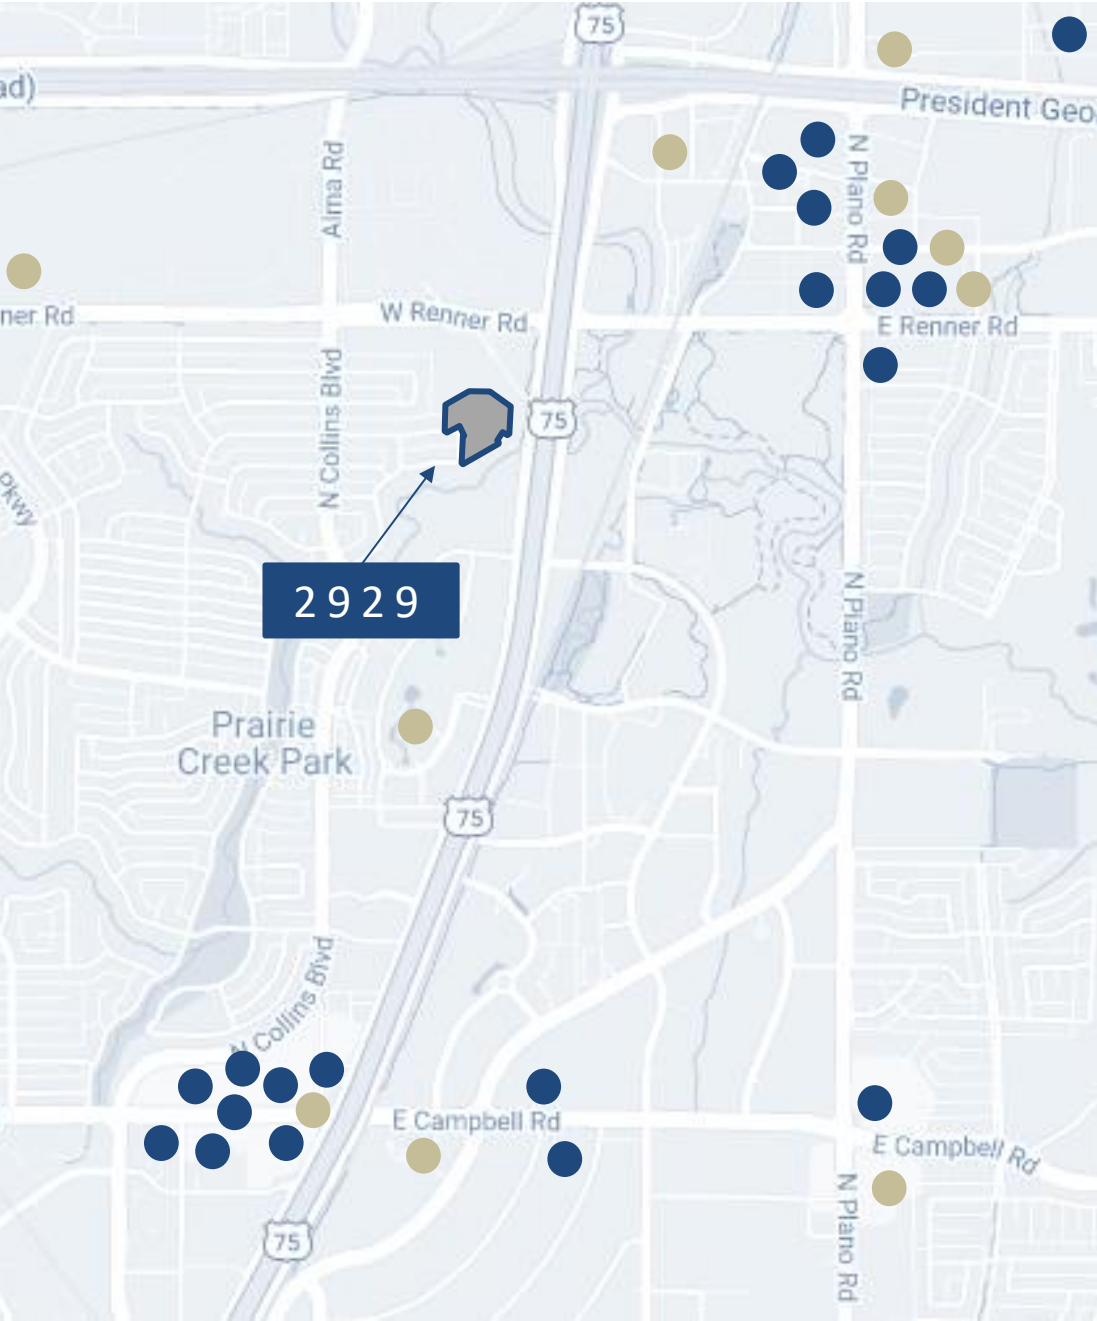 75
ad)
President Geo
Alma Rd
N Plano Rd
ner Rd
W Renner Rd
E Renner Rd
N Collins Blvd
75
Pkwy
2929
N Plano Rd
Prairie
Creek Park
75
N Collins Blvd
E Campbell Rd
E Campbell Rd
N Plano Rd
75